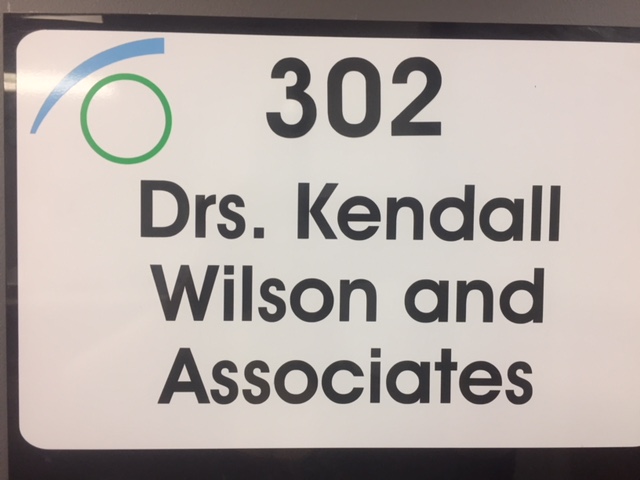 302
Drs. Kendall
Wilson and
Associates